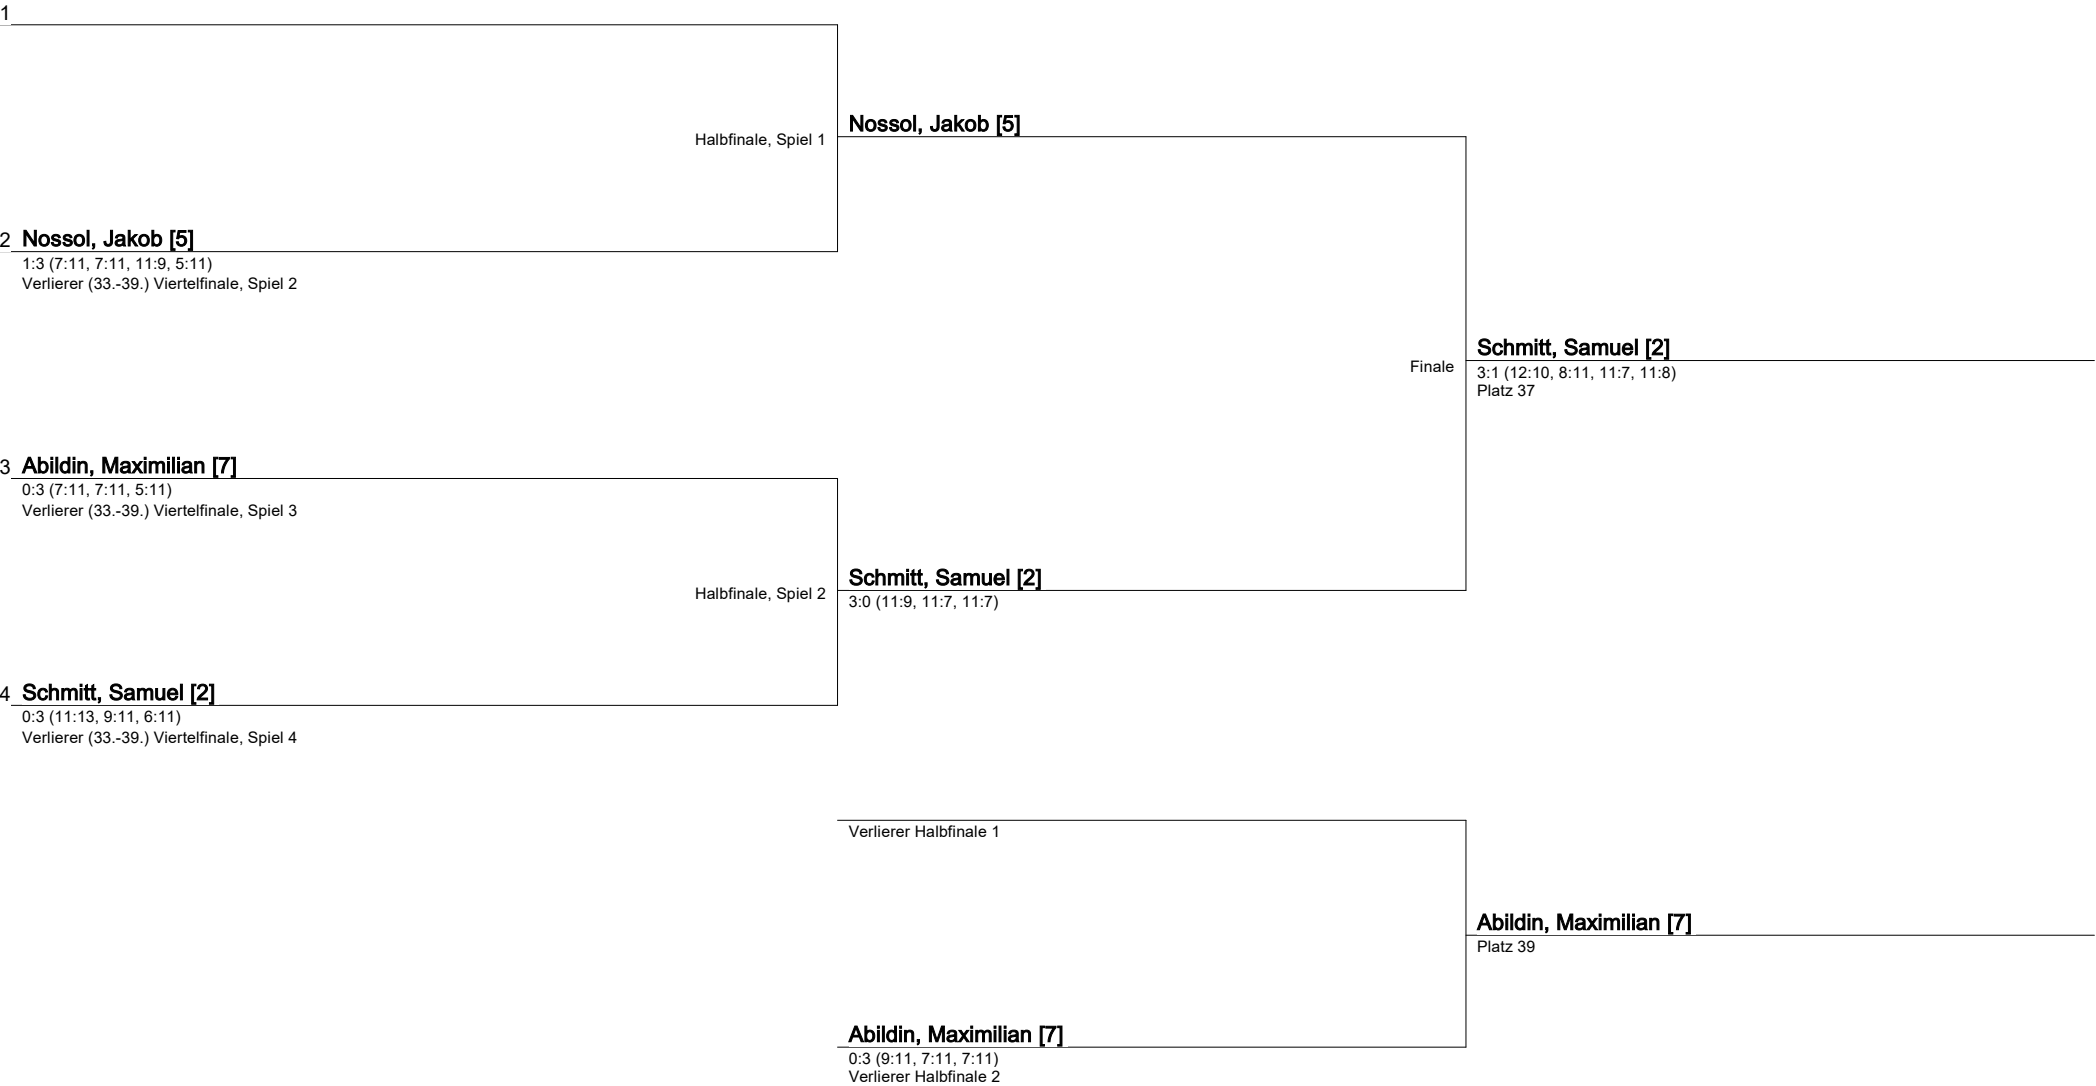 1
Halbfinale, Spiel 1
Nossol, Jakob [5]
2 Nossol, Jakob [5]
1:3 (7:11, 7:11, 11:9, 5:11)
Verlierer (33.-39.) Viertelfinale, Spiel 2
Finale
Schmitt, Samuel [2]
3:1 (12:10, 8:11, 11:7, 11:8)
Platz 37
3 Abildin, Maximilian [7]
0:3 (7:11, 7:11, 5:11)
Verlierer (33.-39.) Viertelfinale, Spiel 3
Halbfinale, Spiel 2
Schmitt, Samuel [2]
3:0 (11:9, 11:7, 11:7)
4 Schmitt, Samuel [2]
0:3 (11:13, 9:11, 6:11)
Verlierer (33.-39.) Viertelfinale, Spiel 4
Verlierer Halbfinale 1
Abildin, Maximilian [7]
Platz 39
Abildin, Maximilian [7]
0:3 (9:11, 7:11, 7:11)
Verlierer Halbfinale 2